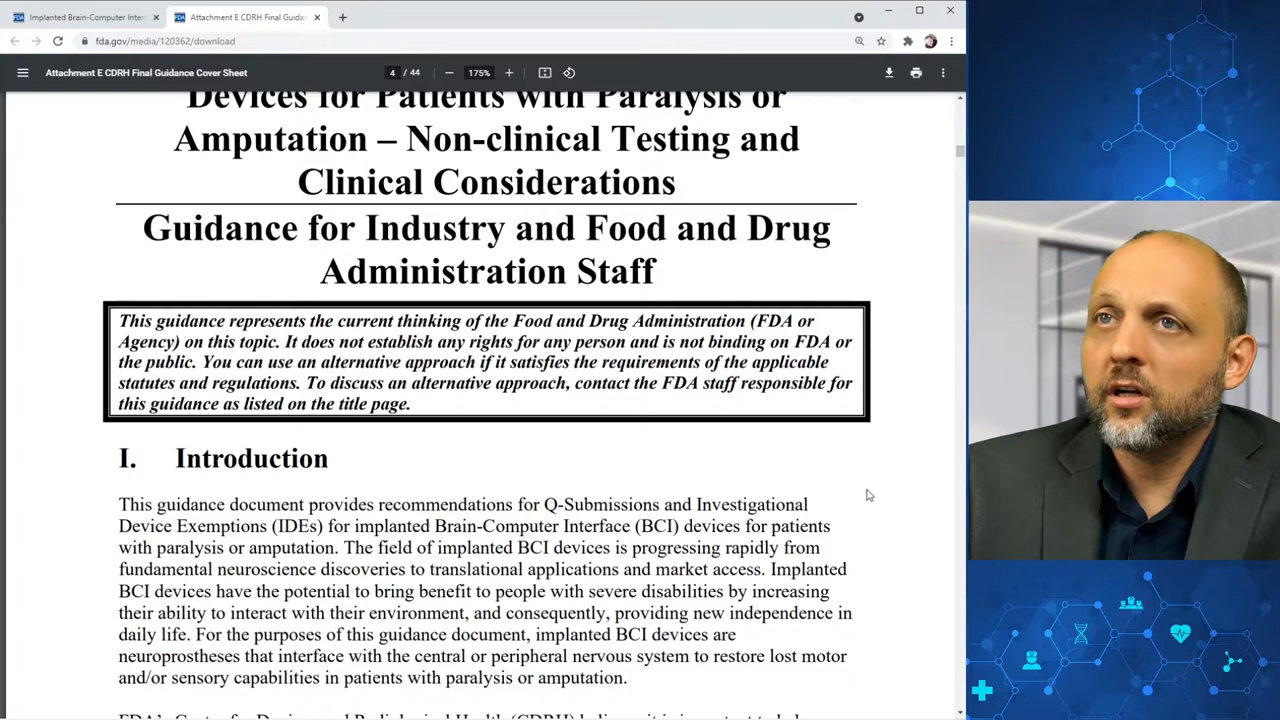 Implanted Brain-Computer Inter
Attachment E CDRH Final Guidan
fda.gov/media/120362/download
Attachment E CDRH Final Guidance Cover Sheet
4 / 44
175%
Devices for Patients with Paralysis or
Amputation – Non-clinical Testing and
Clinical Considerations
Guidance for Industry and Food and Drug
Administration Staff
This guidance represents the current thinking of the Food and Drug Administration (FDA or
Agency) on this topic. It does not establish any rights for any person and is not binding on FDA or
the public. You can use an alternative approach if it satisfies the requirements of the applicable
statutes and regulations. To discuss an alternative approach, contact the FDA staff responsible for
this guidance as listed on the title page.
I. Introduction
This guidance document provides recommendations for Q-Submissions and Investigational
Device Exemptions (IDEs) for implanted Brain-Computer Interface (BCI) devices for patients
with paralysis or amputation. The field of implanted BCI devices is progressing rapidly from
fundamental neuroscience discoveries to translational applications and market access. Implanted
BCI devices have the potential to bring benefit to people with severe disabilities by increasing
their ability to interact with their environment, and consequently, providing new independence in
daily life. For the purposes of this guidance document, implanted BCI devices are
neuroprostheses that interface with the central or peripheral nervous system to restore lost motor
and/or sensory capabilities in patients with paralysis or amputation.